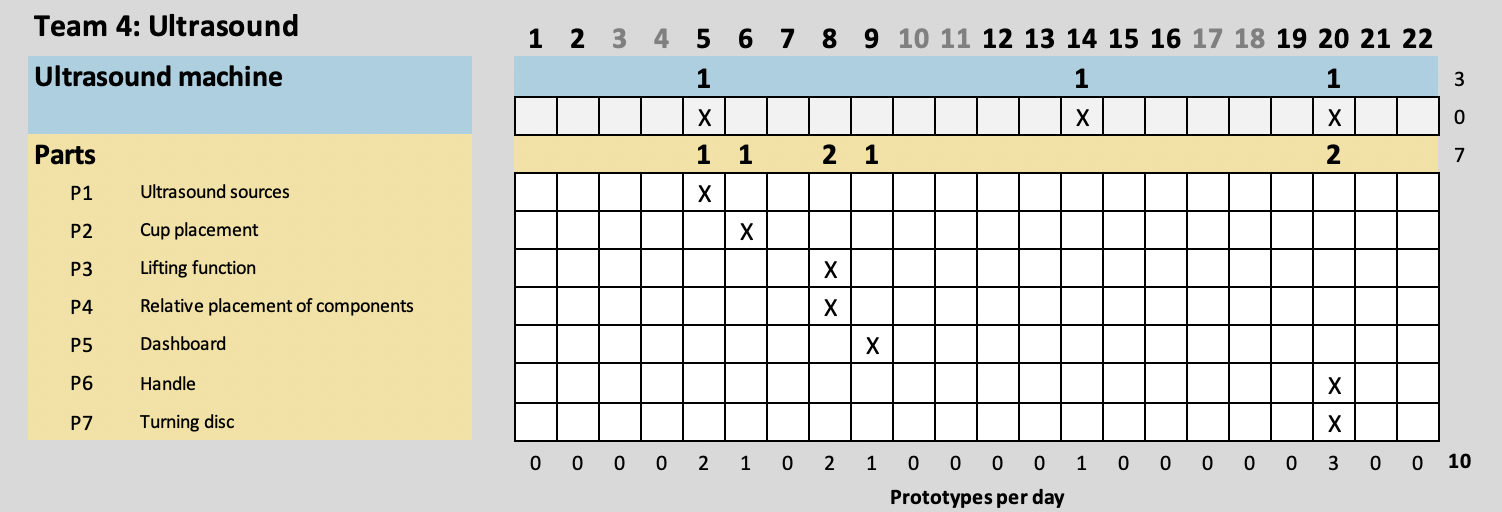 Team 4: Ultrasound
1 2 3 4 5 6 7 8 9 10 11 12 13 14 15 16 17 18 19 20 21 22
Ultrasound machine 1 1 1 3
X X X 0
Parts 1 1 2 1 2 7
P1 Ultrasound sources X
P2 Cup placement X
P3 Lifting function X
P4 Relative placement of components X
P5 Dashboard X
P6 Handle X
P7 Turning disc X
0 0 0 0 2 1 0 2 1 0 0 0 0 1 0 0 0 0 0 3 0 0 10
Prototypes per day